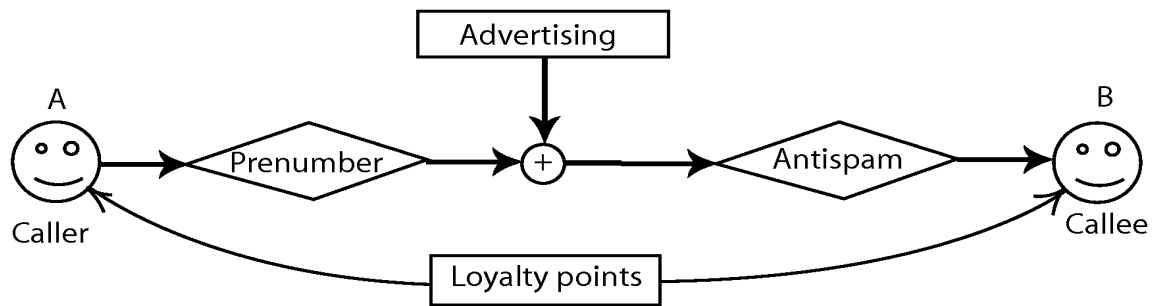 Advertising
A
B
Prenumber
+
Antispam
Caller
Callee
Loyalty points